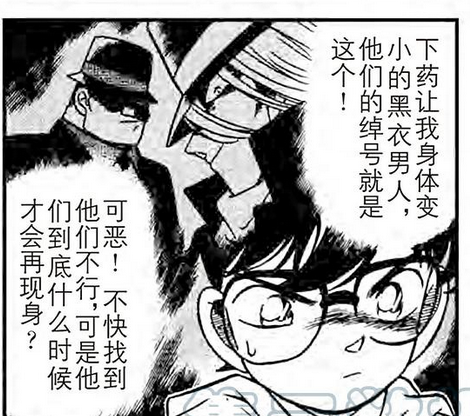 下药让我身体变
小的黑衣男人，
他们的绰号就是
这个！
可恶！不快找到
他们不行，可是他
们到底什么时候
才会再现身？